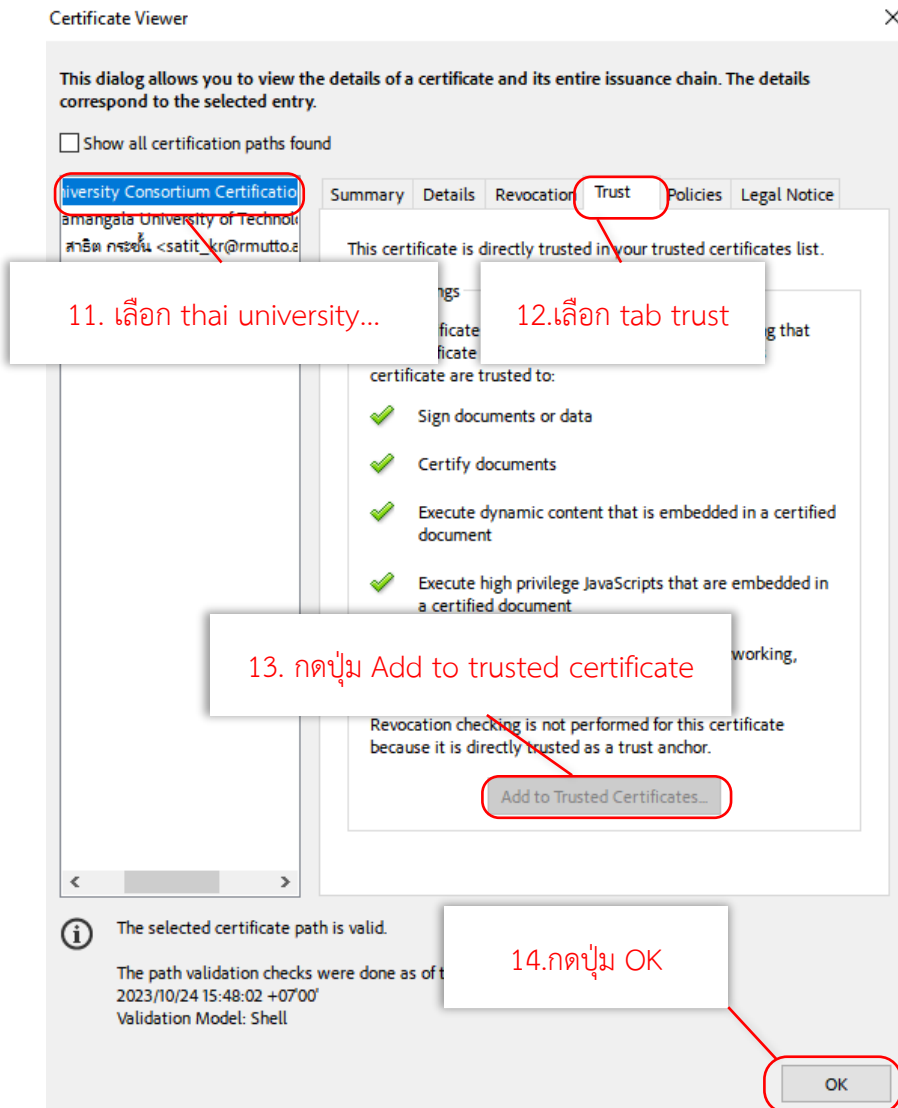 Certificate Viewer
This dialog allows you to view the details of a certificate and its entire issuance chain. The details
correspond to the selected entry.
Show all certification paths found
iversity Consortium Certificatio
Summary Details Revocation Trust Policies Legal Notice
amangala University of Technolo
สาธิต กระชั้น <satit_kr@rmutto.a
This certificate is directly trusted in your trusted certificates list.
11. เลือก thai university...
12.เลือก tab trust
ngs
ficate
g that
ficate
certificate are trusted to:
Sign documents or data
Certify documents
Execute dynamic content that is embedded in a certified
document
Execute high privilege JavaScripts that are embedded in
a certified document
13. กดปุ่ม Add to trusted certificate
working,
Revocation checking is not performed for this certificate
because it is directly trusted as a trust anchor.
Add to Trusted Certificates...
The selected certificate path is valid.
14.กดปุ่ม OK
The path validation checks were done as of t
2023/10/24 15:48:02 +07'00'
Validation Model: Shell
OK